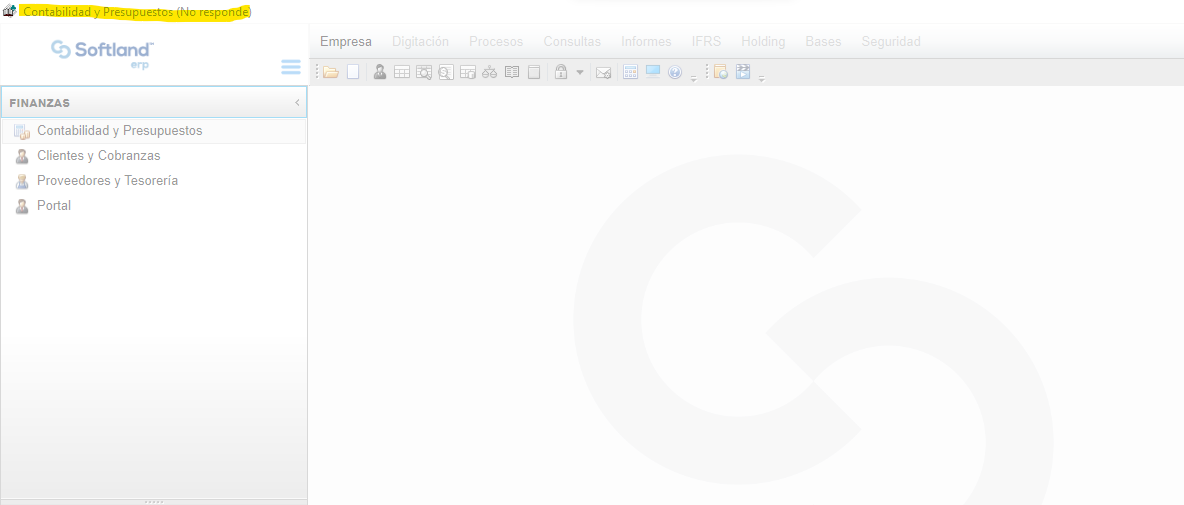 Contabilidad y Presupuestos (No responde)
Softland™
erp
Empresa Digitación Procesos Consultas Informes IFRS Holding Bases Seguridad
FINANZAS
Contabilidad y Presupuestos
Clientes y Cobranzas
Proveedores y Tesorería
Portal